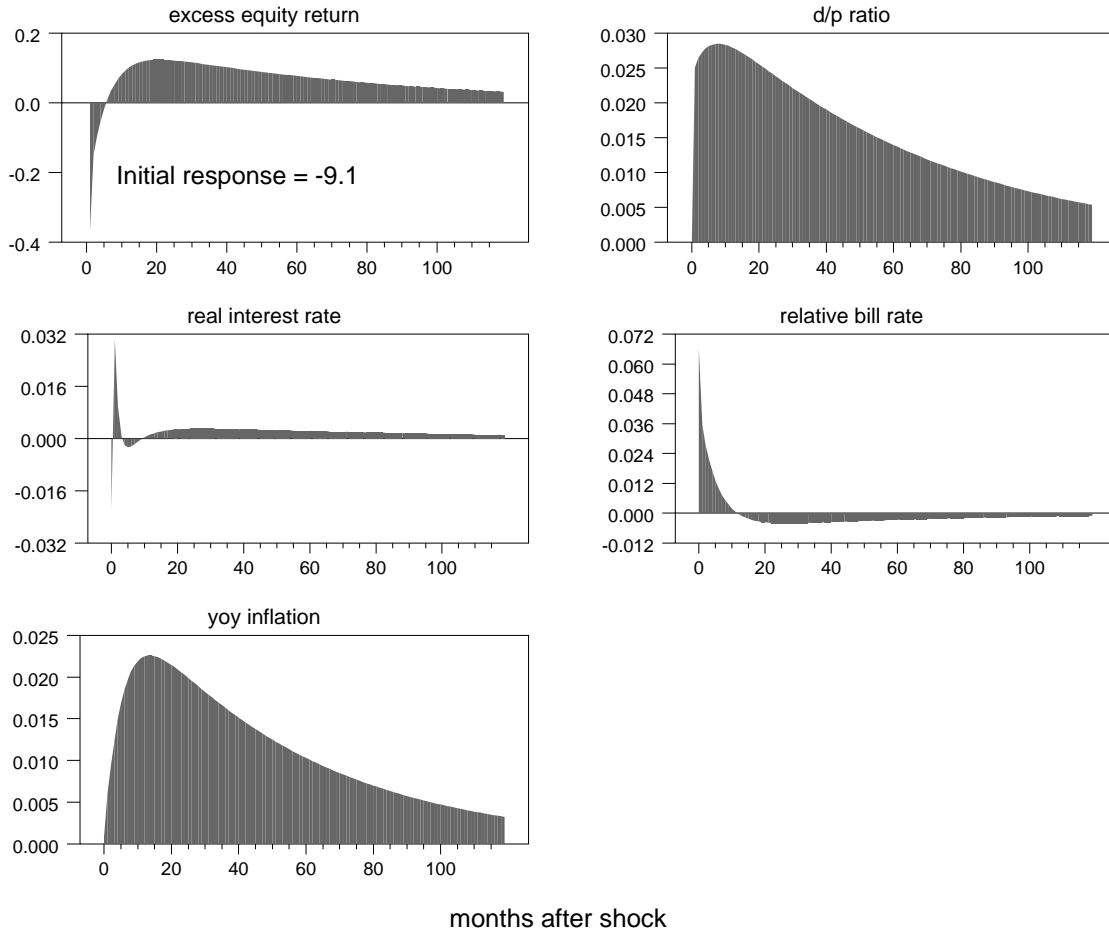 excess equity return
0.2
0.0
-0.2
-0.4
Initial response = -9.1
0 20 40 60 80 100
d/p ratio
0.030
0.025
0.020
0.015
0.010
0.005
0.000
0 20 40 60 80 100
real interest rate
0.032
0.016
0.000
-0.016
-0.032
0 20 40 60 80 100
relative bill rate
0.072
0.060
0.048
0.036
0.024
0.012
0.000
-0.012
0 20 40 60 80 100
yoy inflation
0.025
0.020
0.015
0.010
0.005
0.000
0 20 40 60 80 100
months after shock